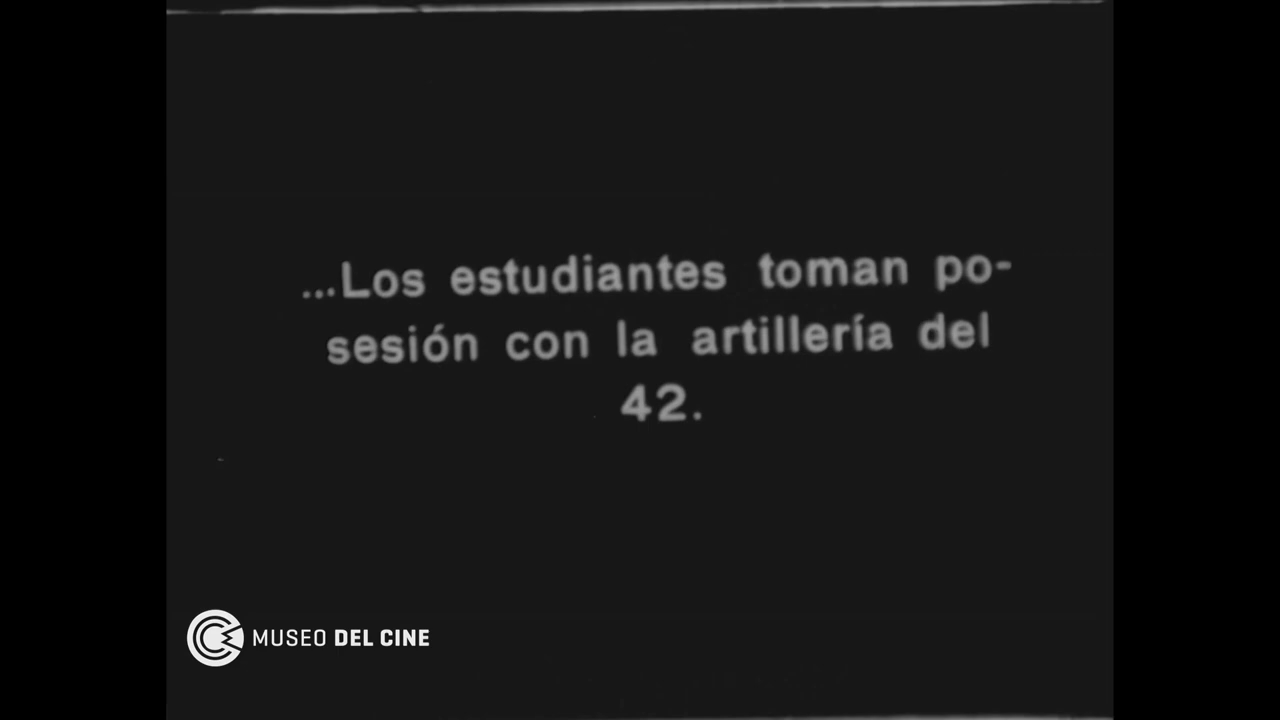 ...Los estudiantes toman po-
sesión con la artillería del
42.
MUSEO DEL CINE